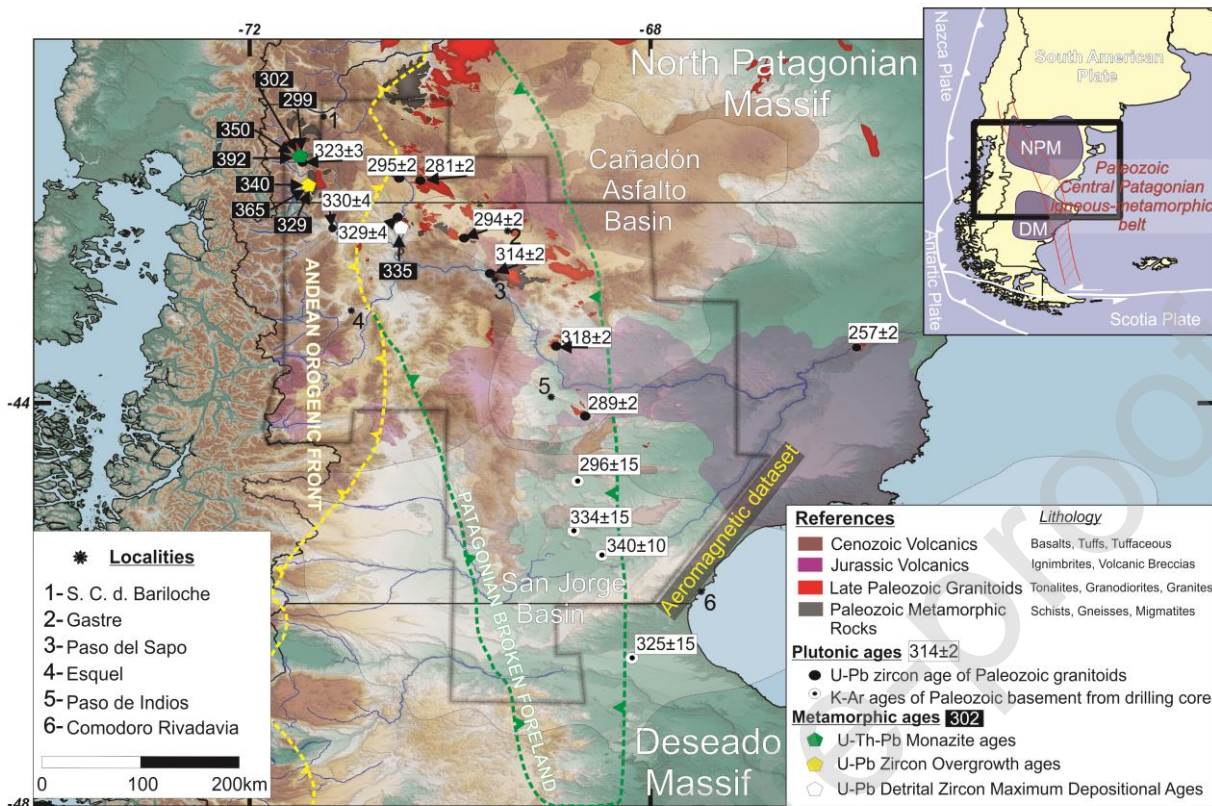 -72
-68
North Patagonian
Massif
302
299
350
392
340
365
329
1
323±3
295±2
281±2
330±4
329±4
294±2
2
314±2
335
3
Cañadón
Asfalto
Basin
ANDEAN OROGENIC FRONT
4
318±2
257±2
5
-44
289±2
296±15
334±15
340±10
Aeromagnetic dataset
PATAGONIAN BROKEN FORELAND
San Jorge
Basin
6
325±15
Deseado
Massif
-48
Nazca Plate
South American
Plate
NPM
Paleozoic
Central Patagonian
Igneous-metamorphic
belt
DM
Antartic Plate
Scotia Plate
Localities
1- S. C. d. Bariloche
2- Gastre
3- Paso del Sapo
4- Esquel
5- Paso de Indios
6- Comodoro Rivadavia
0 100 200km
References Lithology
Cenozoic Volcanics Basalts, Tuffs, Tuffaceous
Jurassic Volcanics Ignimbrites, Volcanic Breccias
Late Paleozoic Granitoids Tonalites, Granodiorites, Granites
Paleozoic Metamorphic Schists, Gneisses, Migmatites
Rocks
Plutonic ages 314±2
U-Pb zircon age of Paleozoic granitoids
K-Ar ages of Paleozoic basement from drilling core
Metamorphic ages 302
U-Th-Pb Monazite ages
U-Pb Zircon Overgrowth ages
U-Pb Detrital Zircon Maximum Depositional Ages
e-proof